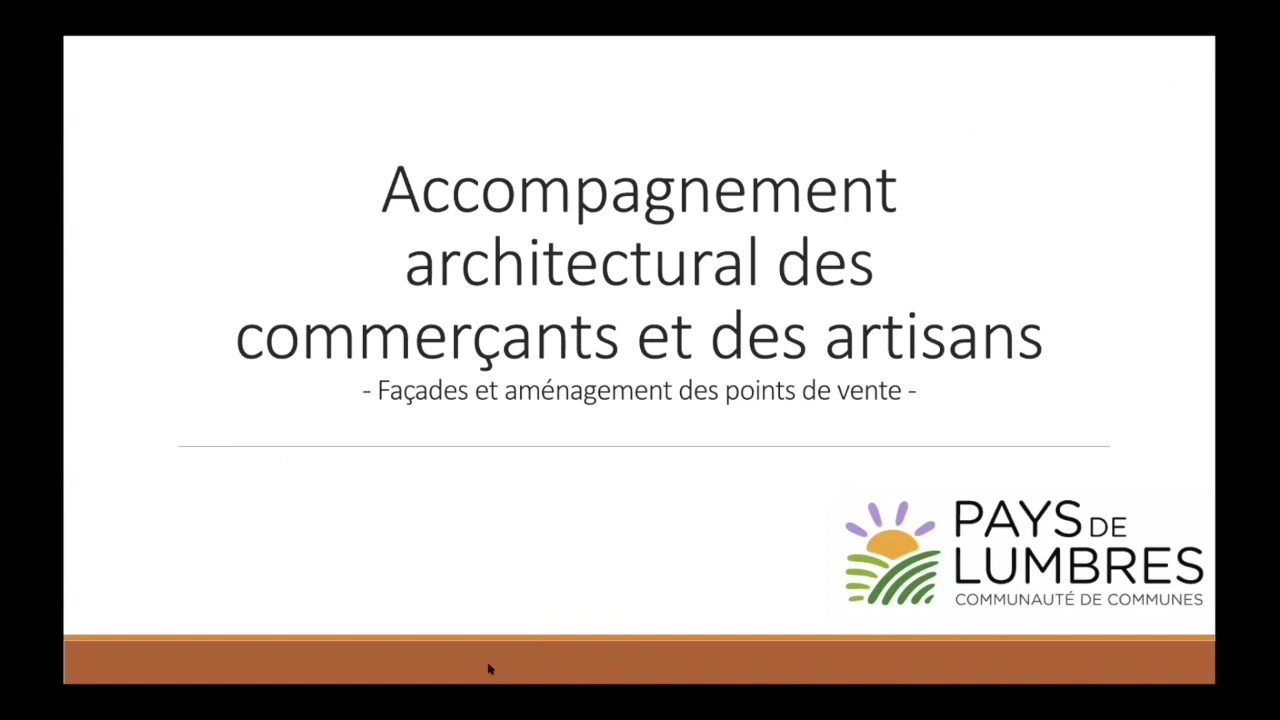 Accompagnement
architectural des
commerçants et des artisans
- Façades et aménagement des points de vente -
PAYS DE
LUMBRES
COMMUNAUTÉ DE COMMUNES